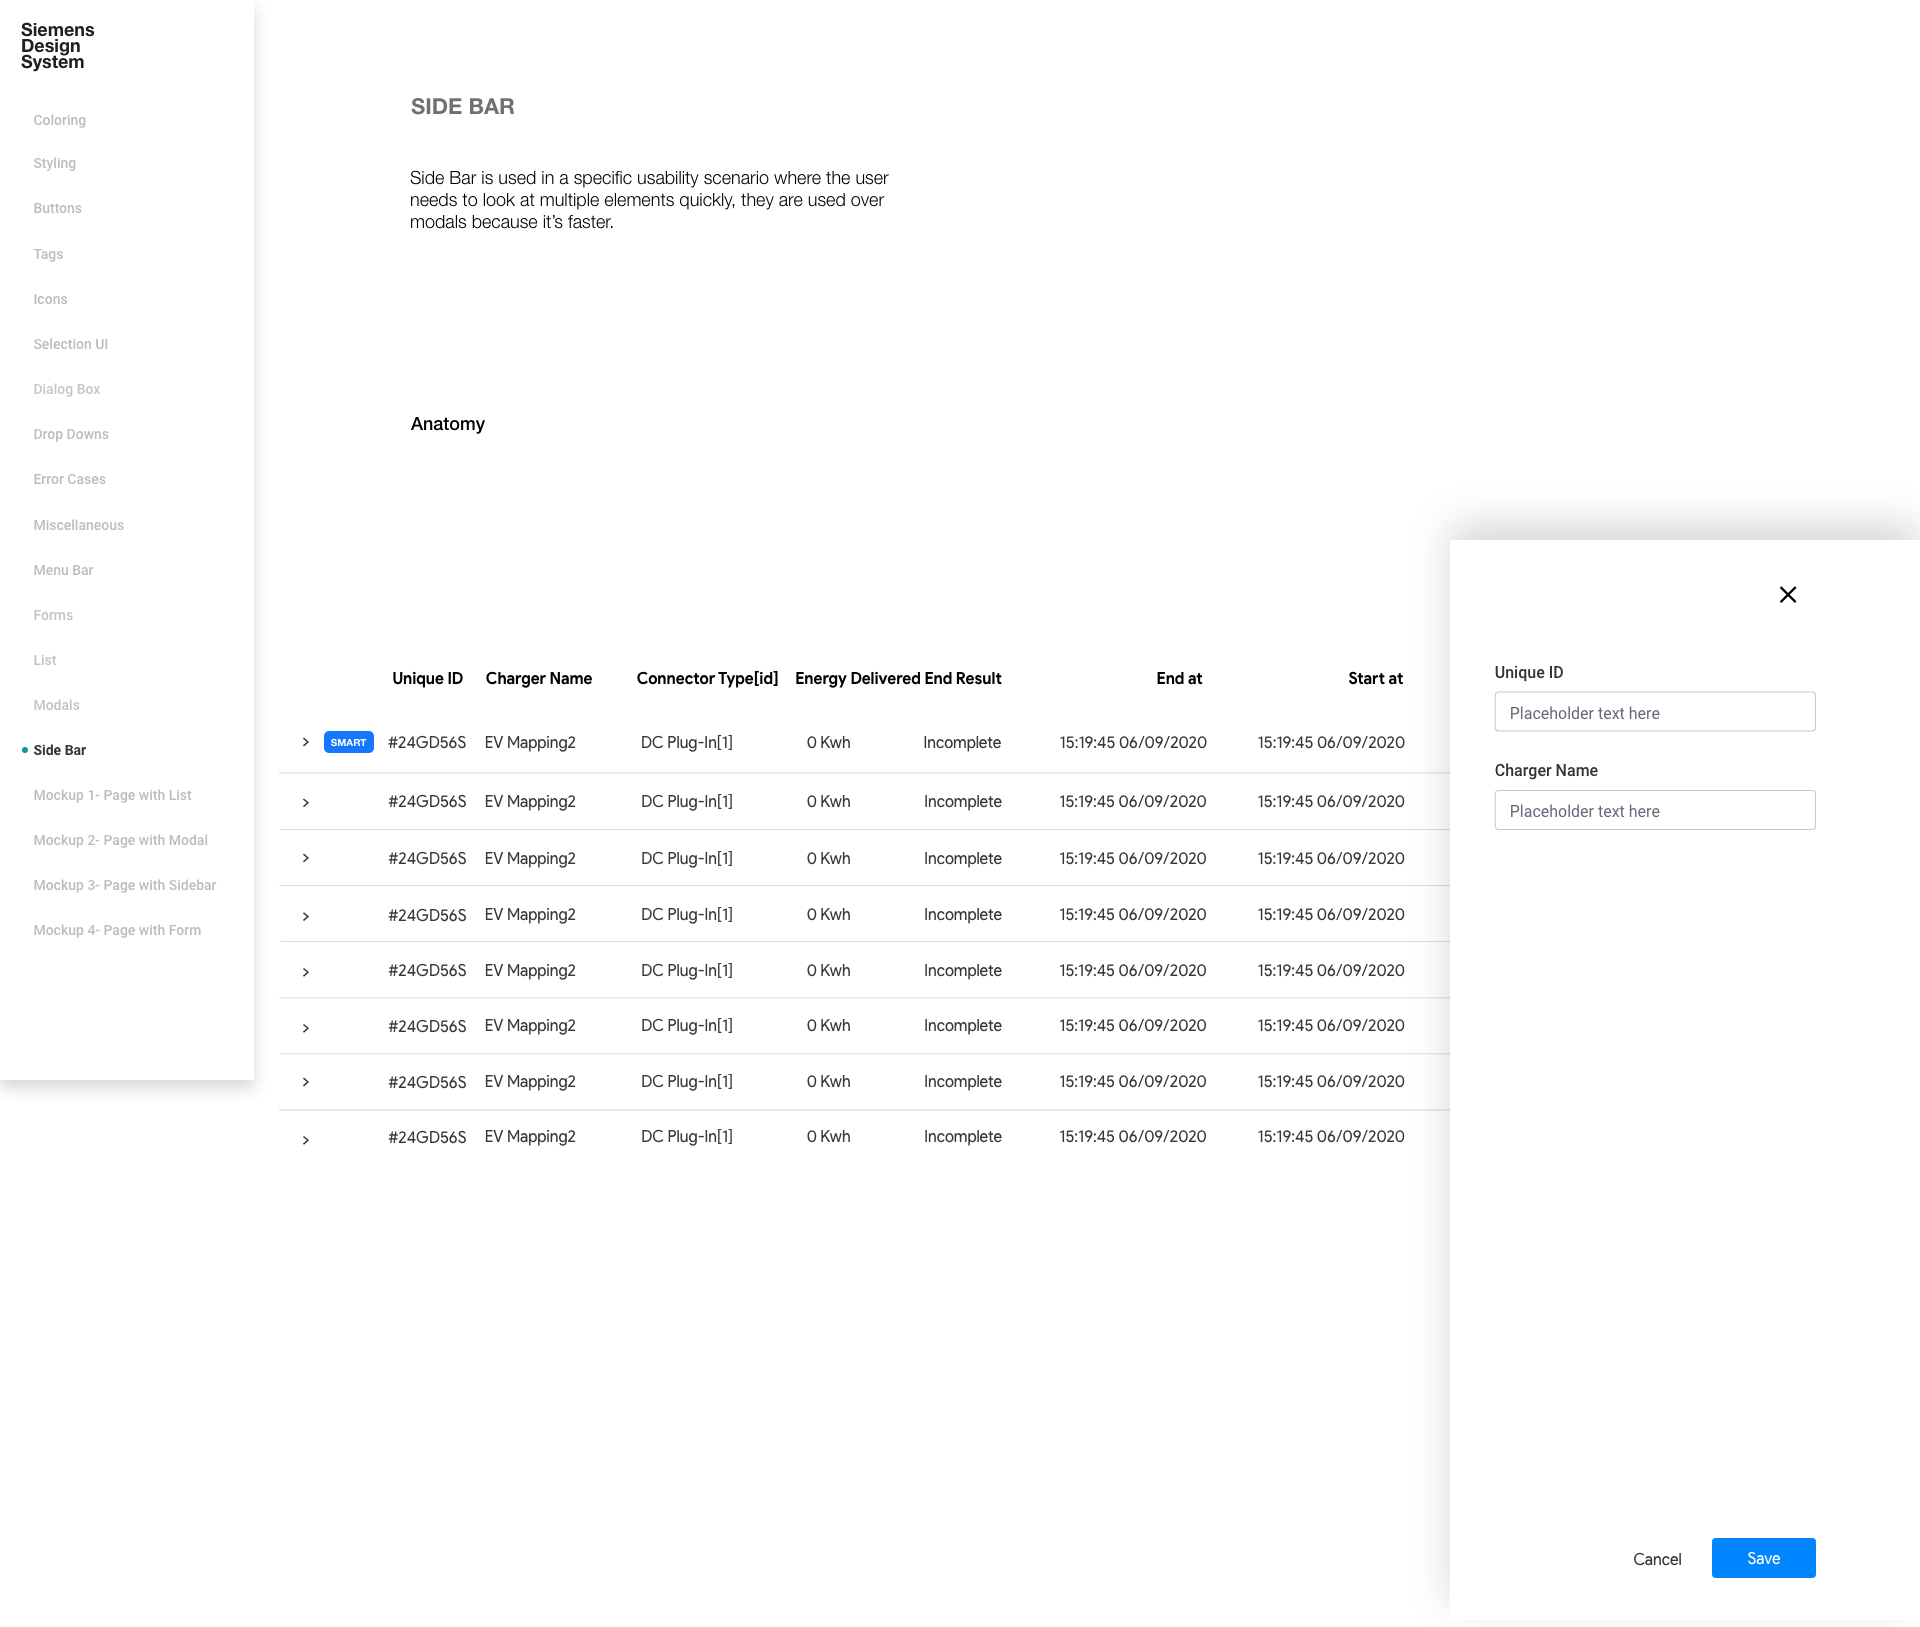 Siemens
Design
System
Coloring
Styling
Buttons
Tags
Icons
Selection UI
Dialog Box
Drop Downs
Error Cases
Miscellaneous
Menu Bar
Forms
List
Modals
Side Bar
Mockup 1- Page with List
Mockup 2- Page with Modal
Mockup 3- Page with Sidebar
Mockup 4- Page with Form
SIDE BAR
Side Bar is used in a specific usability scenario where the user
needs to look at multiple elements quickly, they are used over
modals because it’s faster.
Anatomy
Unique ID Charger Name Connector Type[id] Energy Delivered End Result End at Start at
SMART #24GD56S EV Mapping2 DC Plug-In[1] 0 Kwh Incomplete 15:19:45 06/09/2020 15:19:45 06/09/2020
#24GD56S EV Mapping2 DC Plug-In[1] 0 Kwh Incomplete 15:19:45 06/09/2020 15:19:45 06/09/2020
#24GD56S EV Mapping2 DC Plug-In[1] 0 Kwh Incomplete 15:19:45 06/09/2020 15:19:45 06/09/2020
#24GD56S EV Mapping2 DC Plug-In[1] 0 Kwh Incomplete 15:19:45 06/09/2020 15:19:45 06/09/2020
#24GD56S EV Mapping2 DC Plug-In[1] 0 Kwh Incomplete 15:19:45 06/09/2020 15:19:45 06/09/2020
#24GD56S EV Mapping2 DC Plug-In[1] 0 Kwh Incomplete 15:19:45 06/09/2020 15:19:45 06/09/2020
#24GD56S EV Mapping2 DC Plug-In[1] 0 Kwh Incomplete 15:19:45 06/09/2020 15:19:45 06/09/2020
#24GD56S EV Mapping2 DC Plug-In[1] 0 Kwh Incomplete 15:19:45 06/09/2020 15:19:45 06/09/2020
Unique ID
Placeholder text here
Charger Name
Placeholder text here
Cancel Save